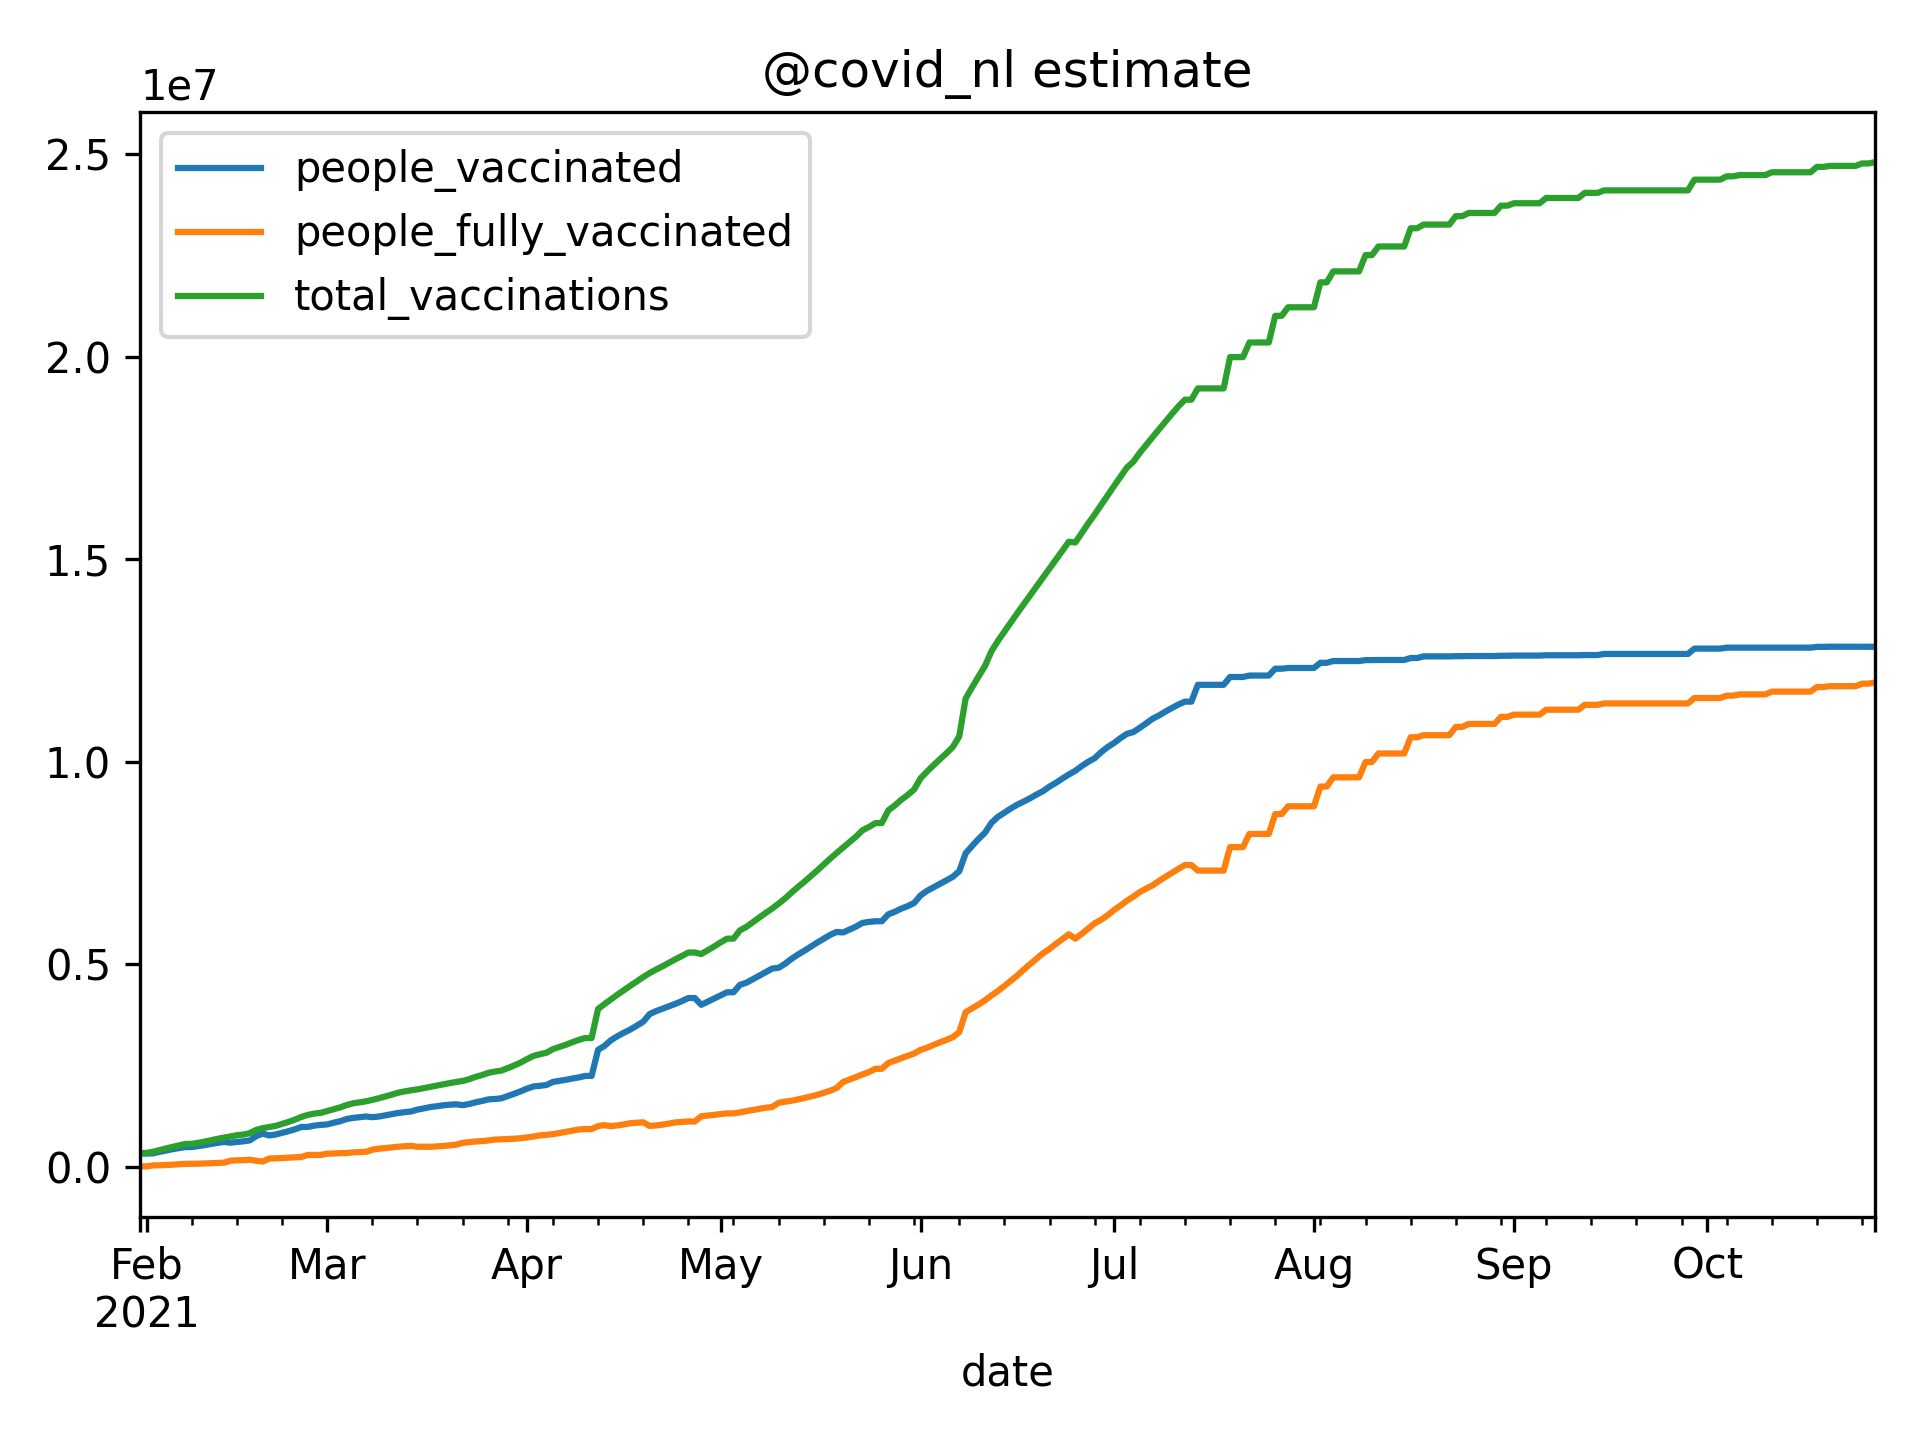 @covid_nl estimate
1e7
2.5
2.0
1.5
1.0
0.5
0.0
people_vaccinated
people_fully_vaccinated
total_vaccinations
Feb Mar Apr May Jun Jul Aug Sep Oct
2021
date